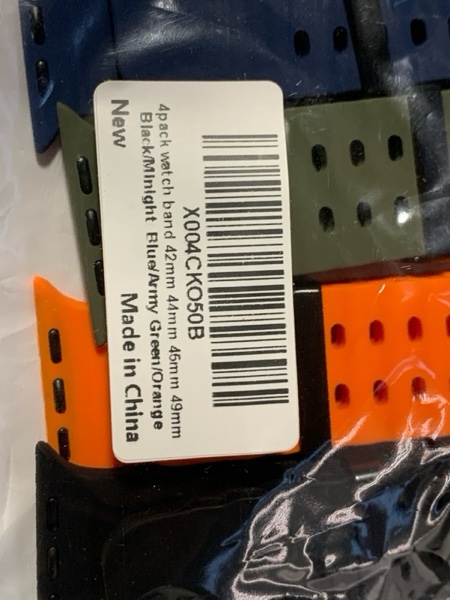 X004CKO50B
4pack watch band 42mm 44mm 45mm 49mm
Black/Minight Blue/Army Green/Orange
New
Made in China